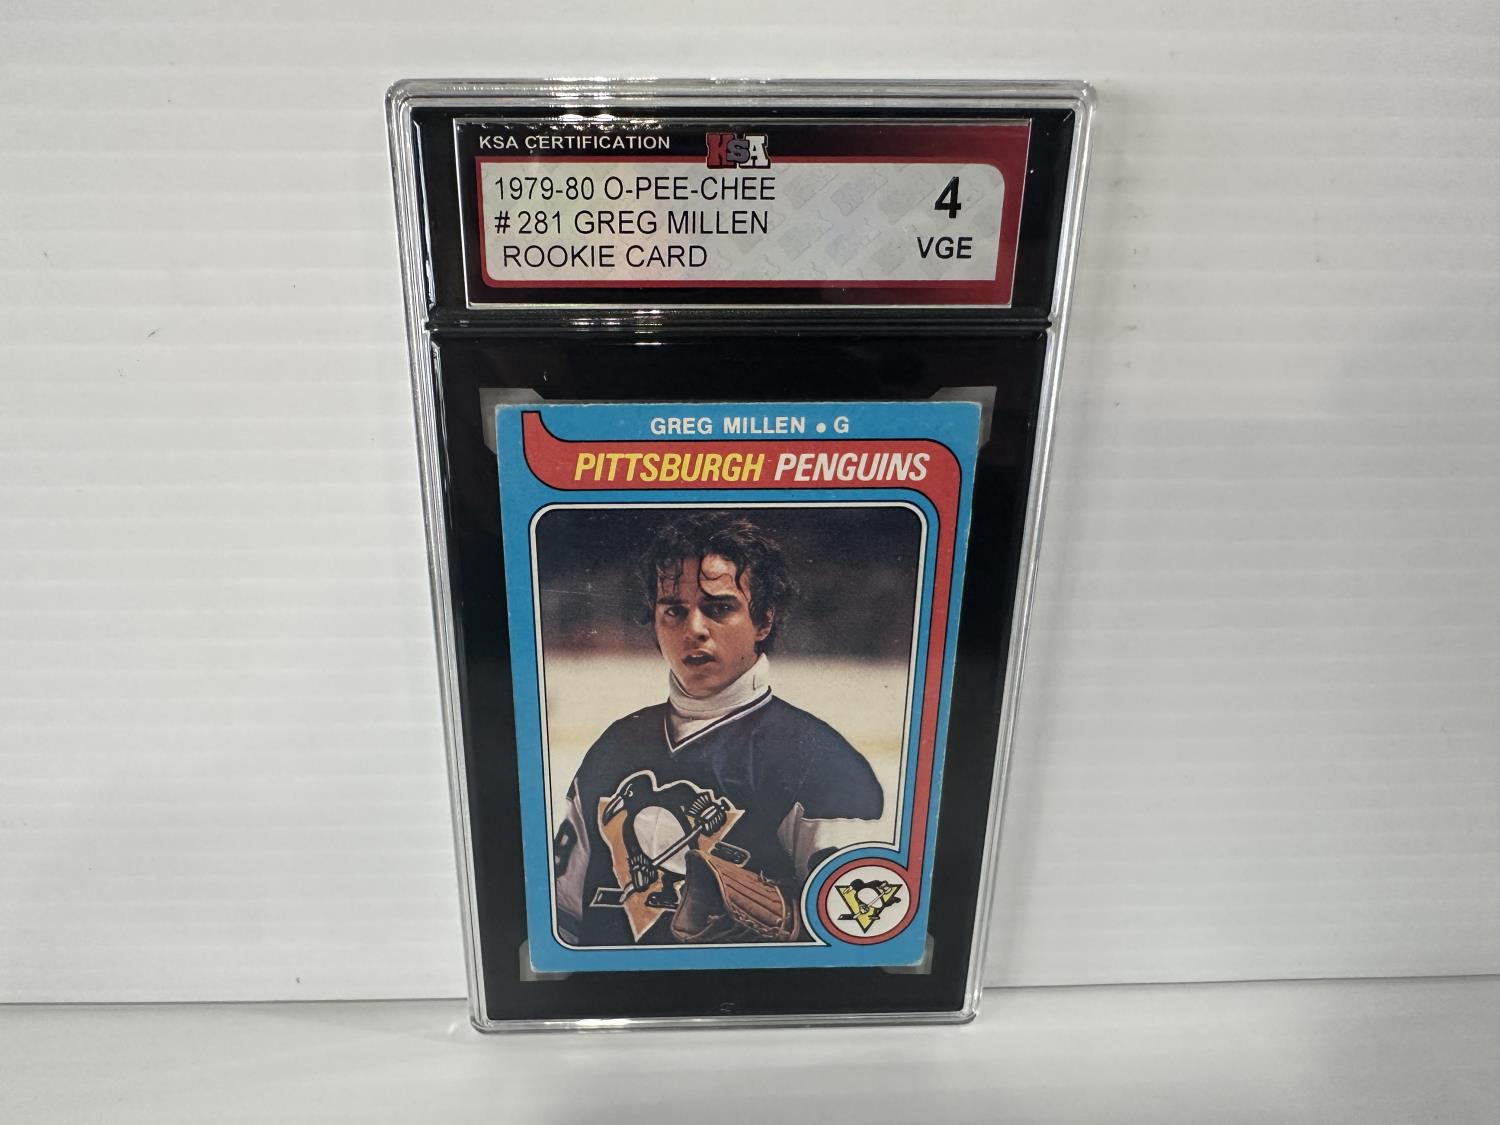 KSA CERTIFICATION
KSA
1979-80 O-PEE-CHEE
# 281 GREG MILLEN
ROOKIE CARD
4
VGE
GREG MILLEN • G
PITTSBURGH PENGUINS